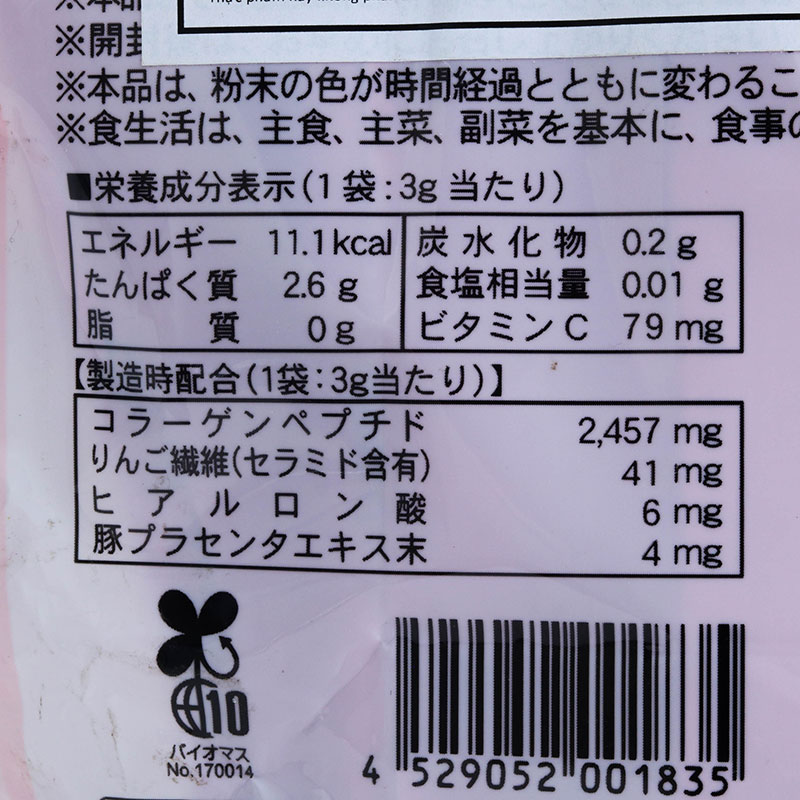 ※開封
※本品は、粉末の色が時間経過とともに変わるこ
※食生活は、主食、主菜、副菜を基本に、食事の
■栄養成分表示(1袋:3g当たり)
エネルギー 11.1kcal 炭水化物 0.2g
たんぱく質 2.6g 食塩相当量 0.01g
脂質 0g ビタミンC 79mg
【製造時配合(1袋:3g当たり)】
コラーゲンペプチド 2,457mg
りんご繊維(セラミド含有) 41mg
ヒアルロン酸 6mg
豚プラセンタエキス末 4mg
10
バイオマス
No.170014
4 529052 001835